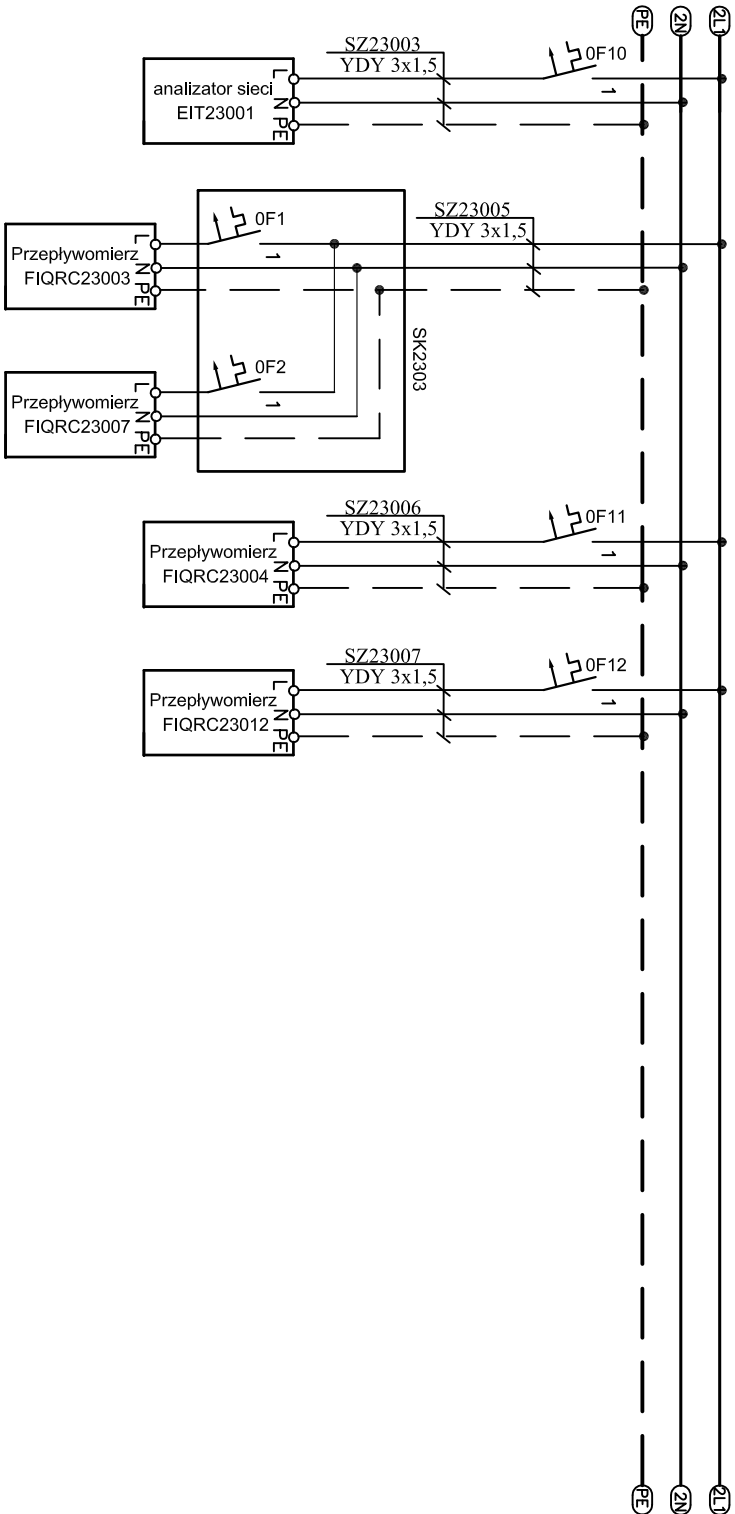 PE
2N
2L1
SZ23003
YDY 3x1,5
0F10
1
analizator sieci
EIT23001
L
N
PE
0F1
1
SZ23005
YDY 3x1,5
Przepływomierz
FIQRC23003
L
N
PE
SK2303
0F2
1
Przepływomierz
FIQRC23007
L
N
PE
SZ23006
YDY 3x1,5
0F11
1
Przepływomierz
FIQRC23004
L
N
PE
SZ23007
YDY 3x1,5
0F12
1
Przepływomierz
FIQRC23012
L
N
PE
PE
2N
2L1